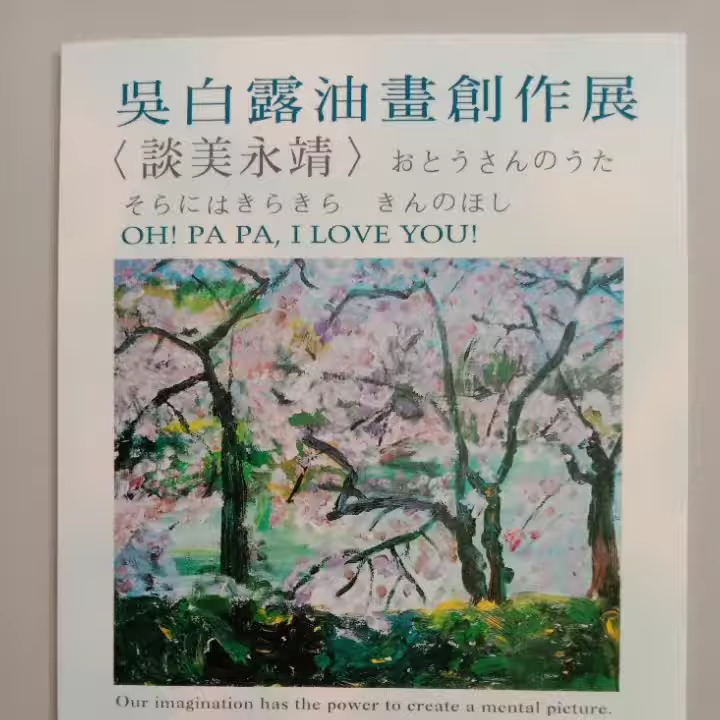 吳白露油畫創作展
〈談美永靖〉 おとうさんのうた
そらにはきらきら きんのほし
OH! PA PA, I LOVE YOU!
Our imagination has the power to create a mental picture.